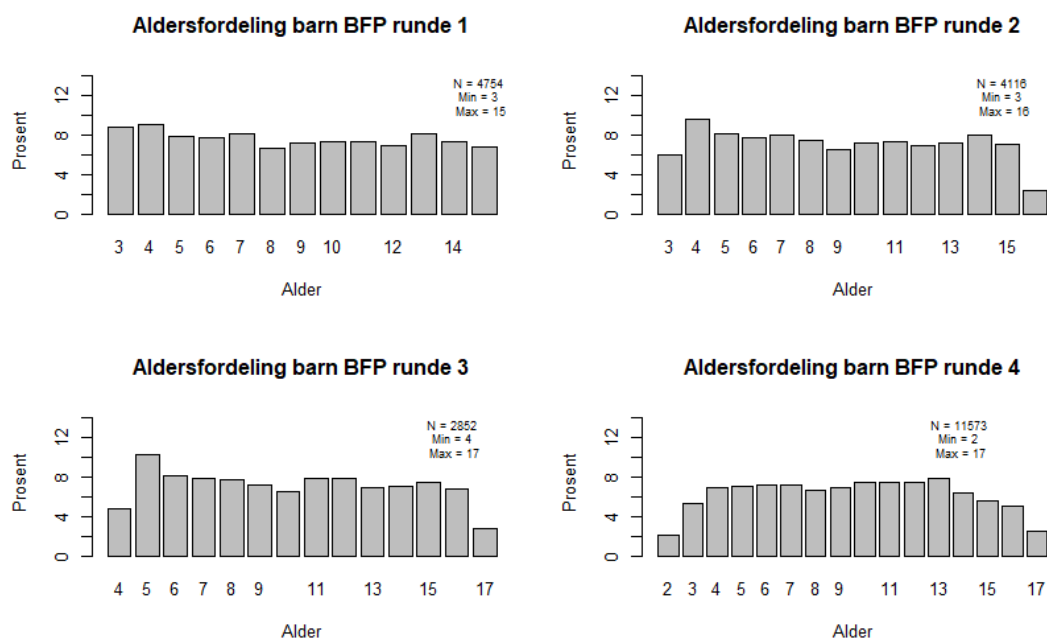 Aldersfordeling barn BFP runde 1
N = 4754
Min = 3
Max = 15
Prosent
12
8
4
0
3 4 5 6 7 8 9 10 12 14
Alder
Aldersfordeling barn BFP runde 2
N = 4116
Min = 3
Max = 16
Prosent
12
8
4
0
3 4 5 6 7 8 9 11 13 15
Alder
Aldersfordeling barn BFP runde 3
N = 2852
Min = 4
Max = 17
Prosent
12
8
4
0
4 5 6 7 8 9 11 13 15 17
Alder
Aldersfordeling barn BFP runde 4
N = 11573
Min = 2
Max = 17
Prosent
12
8
4
0
2 3 4 5 6 7 8 9 11 13 15 17
Alder